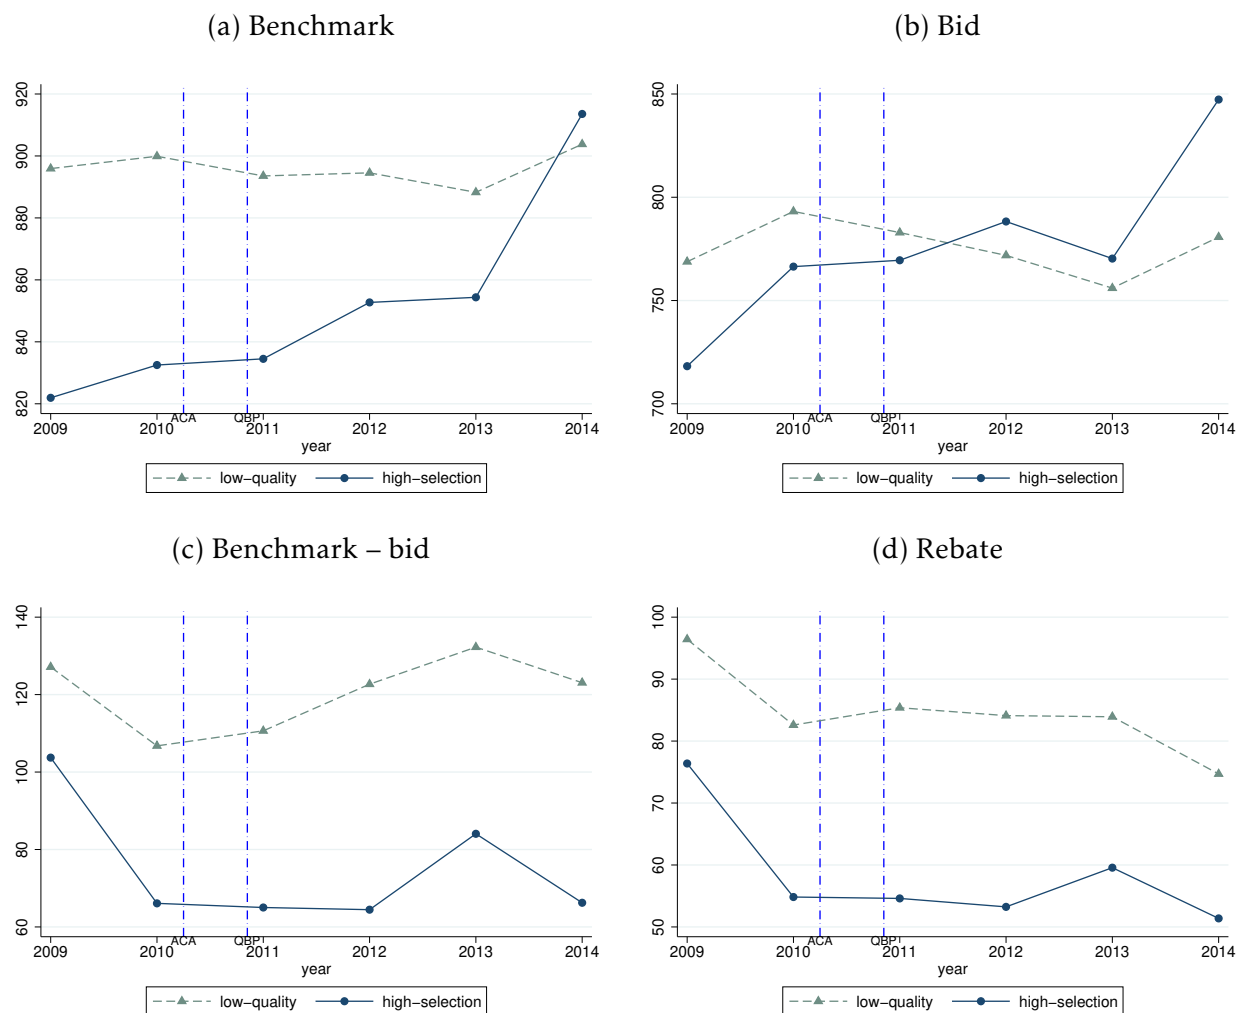 (a) Benchmark
920
900
880
860
840
820
ACA
QBP
2009 2010 2011 2012 2013 2014
year
low−quality high−selection
(b) Bid
850
800
750
700
ACA
QBP
2009 2010 2011 2012 2013 2014
year
low−quality high−selection
(c) Benchmark – bid
140
120
100
80
60
ACA
QBP
2009 2010 2011 2012 2013 2014
year
low−quality high−selection
(d) Rebate
100
90
80
70
60
50
ACA
QBP
2009 2010 2011 2012 2013 2014
year
low−quality high−selection